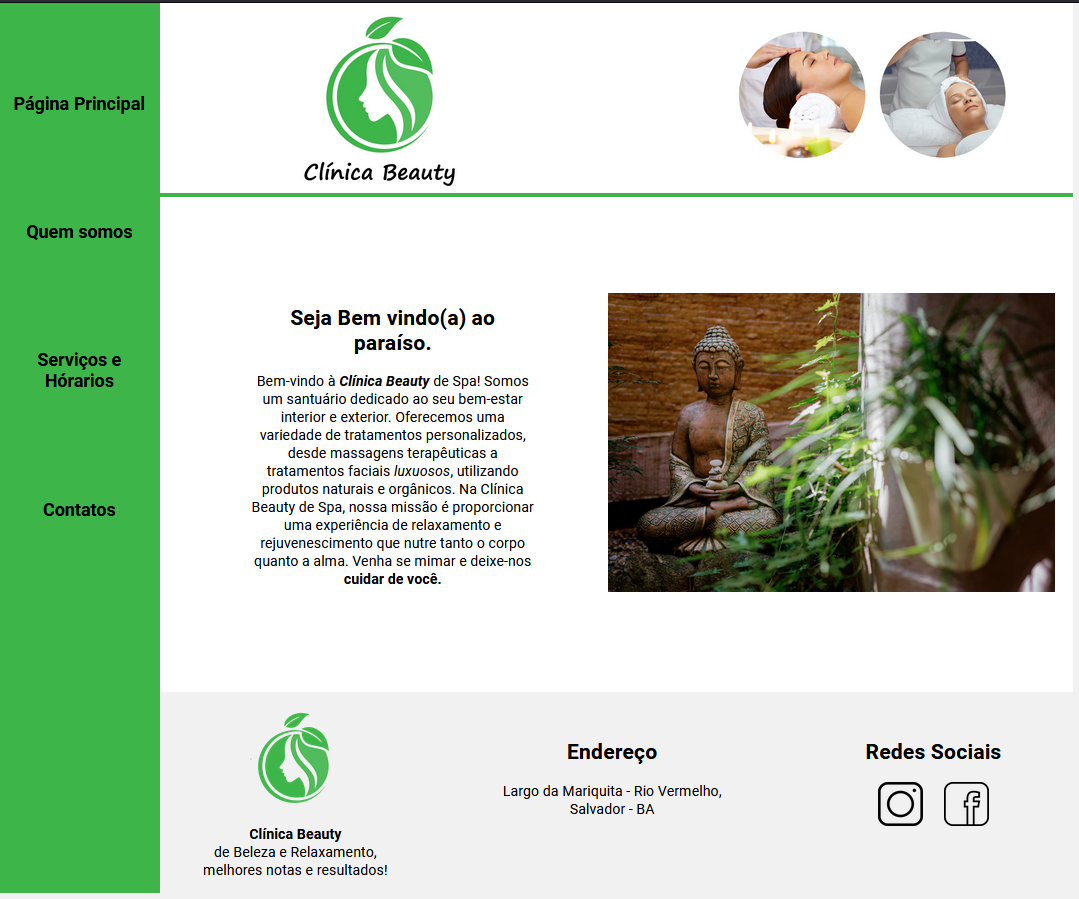 Página Principal
Quem somos
Serviços e
Hórarios
Contatos
Clínica Beauty
Seja Bem vindo(a) ao
paraíso.
Bem-vindo à Clínica Beauty de Spa! Somos
um santuário dedicado ao seu bem-estar
interior e exterior. Oferecemos uma
variedade de tratamentos personalizados,
desde massagens terapêuticas a
tratamentos faciais luxuosos, utilizando
produtos naturais e orgânicos. Na Clínica
Beauty de Spa, nossa missão é proporcionar
uma experiência de relaxamento e
rejuvenescimento que nutre tanto o corpo
quanto a alma. Venha se mimar e deixe-nos
cuidar de você.
Clínica Beauty
de Beleza e Relaxamento,
melhores notas e resultados!
Endereço
Largo da Mariquita - Rio Vermelho,
Salvador - BA
Redes Sociais